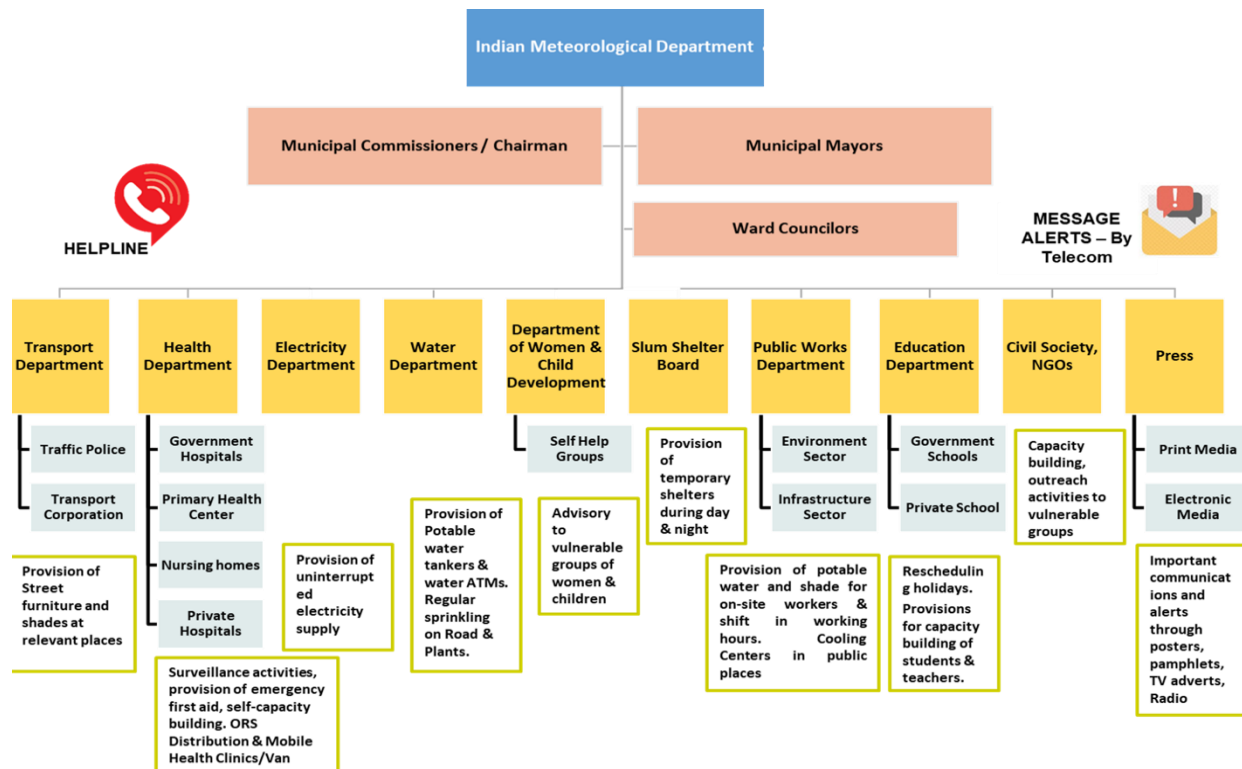 Indian Meteorological Department &
Municipal Commissioners / Chairman
Municipal Mayors
Ward Councilors
HELPLINE
MESSAGE
ALERTS – By
Telecom
Transport
Department
Health
Department
Electricity
Department
Water
Department
Department
of Women &
Child
Development
Slum Shelter
Board
Public Works
Department
Education
Department
Civil Society,
NGOs
Press
Traffic Police
Transport
Corporation
Provision of
Street
furniture and
shades at
relevant places
Government
Hospitals
Primary Health
Center
Nursing homes
Private
Hospitals
Surveillance activities,
provision of emergency
first aid, self-capacity
building. ORS
Distribution & Mobile
Health Clinics/Van
Provision of
uninterrupt
ed
electricity
supply
Provision of
Potable
water
tankers &
water ATMs.
Regular
sprinkling
on Road &
Plants.
Self Help
Groups
Advisory
to
vulnerable
groups of
women &
children
Provision
of
temporary
shelters
during day
& night
Environment
Sector
Infrastructure
Sector
Provision of potable
water and shade for
on-site workers &
shift in working
hours. Cooling
Centers in public
places
Government
Schools
Private School
Reschedulin
g holidays.
Provisions
for capacity
building of
students &
teachers.
Capacity
building,
outreach
activities to
vulnerable
groups
Print Media
Electronic
Media
Important
communicat
ions and
alerts
through
posters,
pamphlets,
TV adverts,
Radio